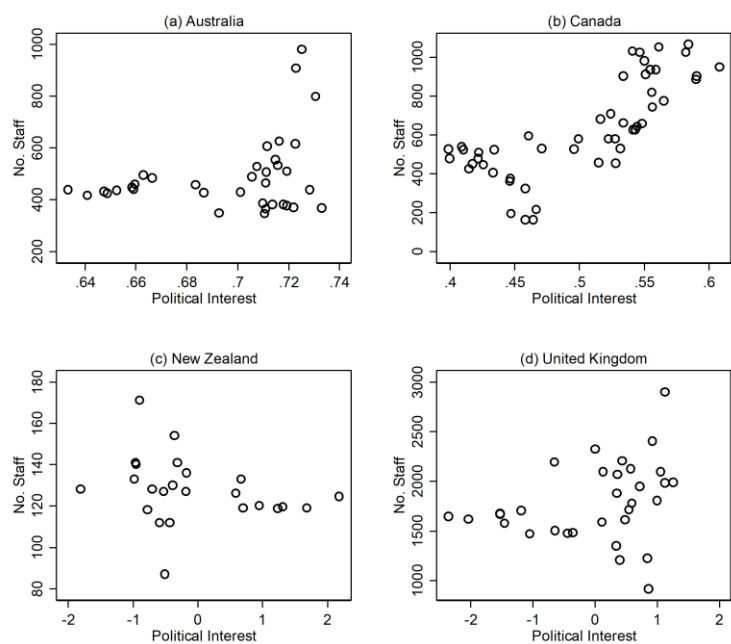 (a) Australia
No. Staff
200 400 600 800 1000
.64 .66 .68 .7 .72 .74
Political Interest
(b) Canada
No. Staff
0 200 400 600 800 1000
.4 .45 .5 .55 .6
Political Interest
(c) New Zealand
No. Staff
80 100 120 140 160 180
-2 -1 0 1 2
Political Interest
(d) United Kingdom
No. Staff
1000 1500 2000 2500 3000
-2 -1 0 1 2
Political Interest